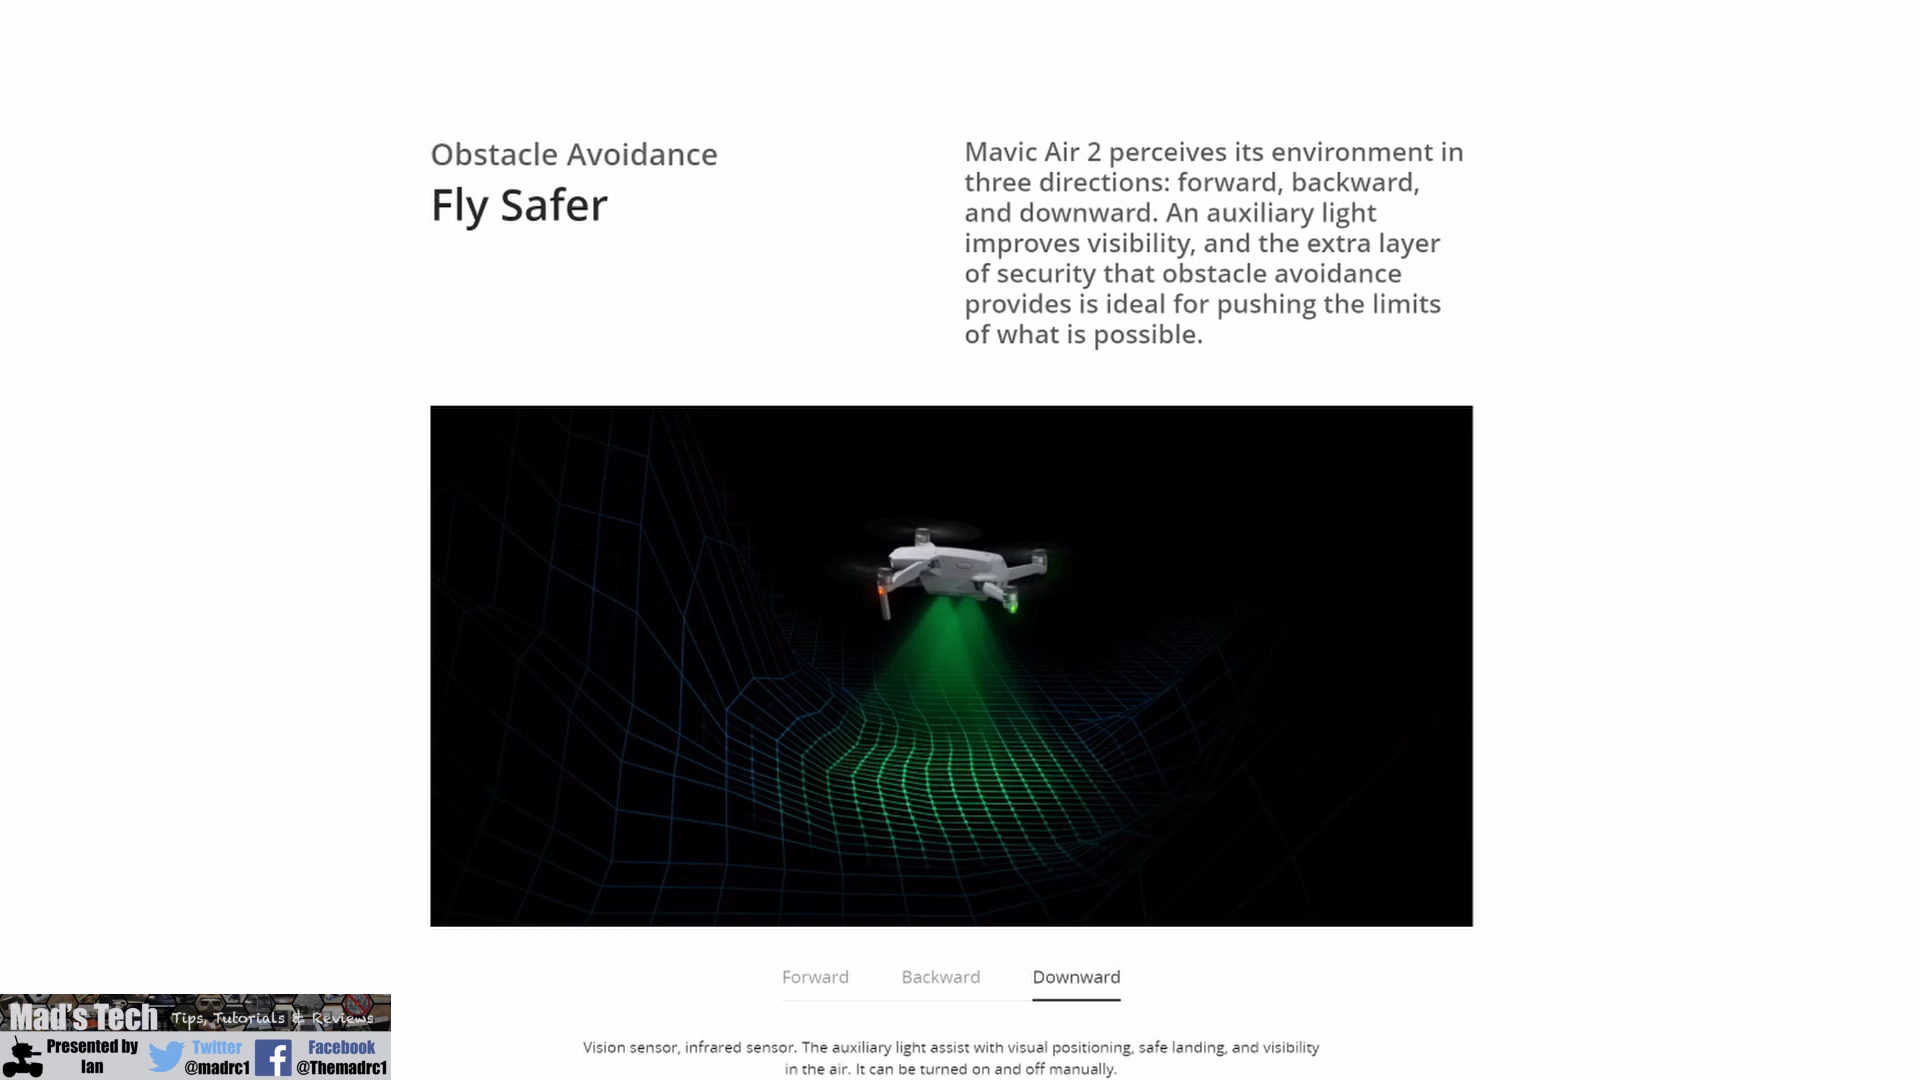 Obstacle Avoidance
Fly Safer
Mavic Air 2 perceives its environment in
three directions: forward, backward,
and downward. An auxiliary light
improves visibility, and the extra layer
of security that obstacle avoidance
provides is ideal for pushing the limits
of what is possible.
Forward Backward Downward
Vision sensor, infrared sensor. The auxiliary light assist with visual positioning, safe landing, and visibility
in the air. It can be turned on and off manually.
Mad's Tech Tips, Tutorials & Reviews
Presented by
Ian
Twitter
@madrc1
Facebook
@Themadrc1